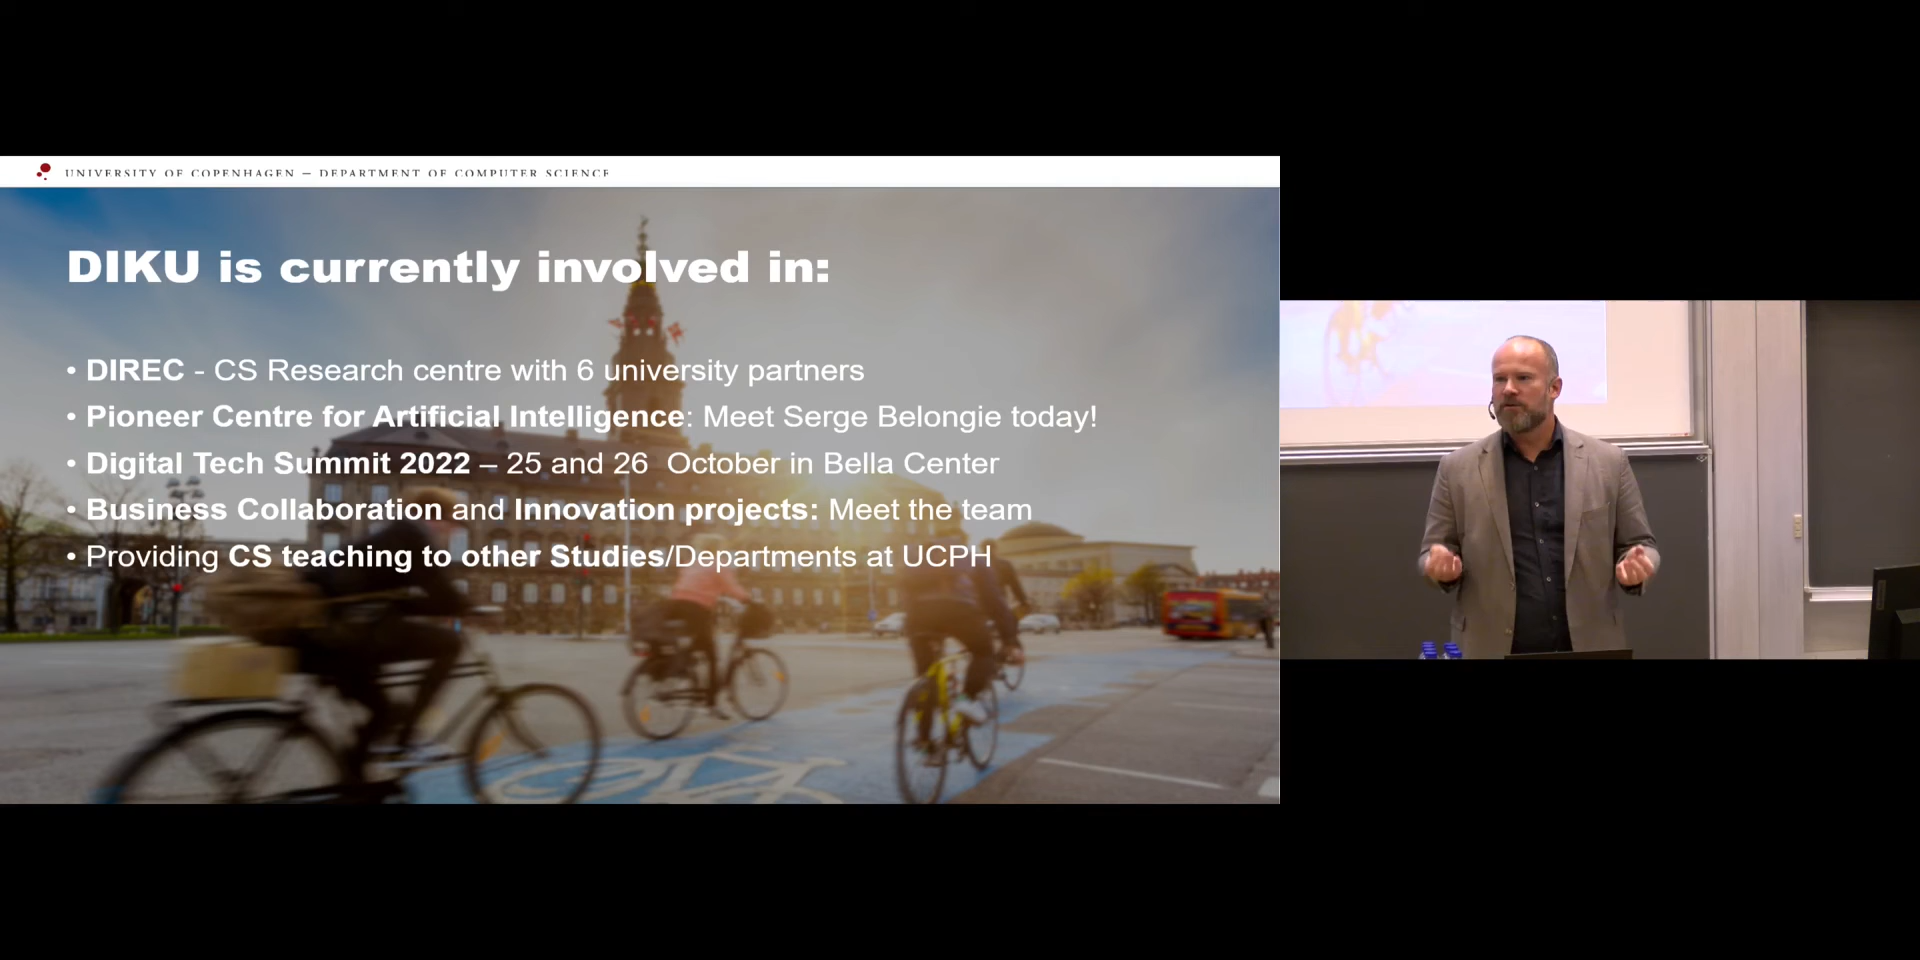 UNIVERSITY OF COPENHAGEN – DEPARTMENT OF COMPUTER SCIENCE
DIKU is currently involved in:
• DIREC - CS Research centre with 6 university partners
• Pioneer Centre for Artificial Intelligence: Meet Serge Belongie today!
• Digital Tech Summit 2022 – 25 and 26  October in Bella Center
• Business Collaboration and Innovation projects: Meet the team
• Providing CS teaching to other Studies/Departments at UCPH